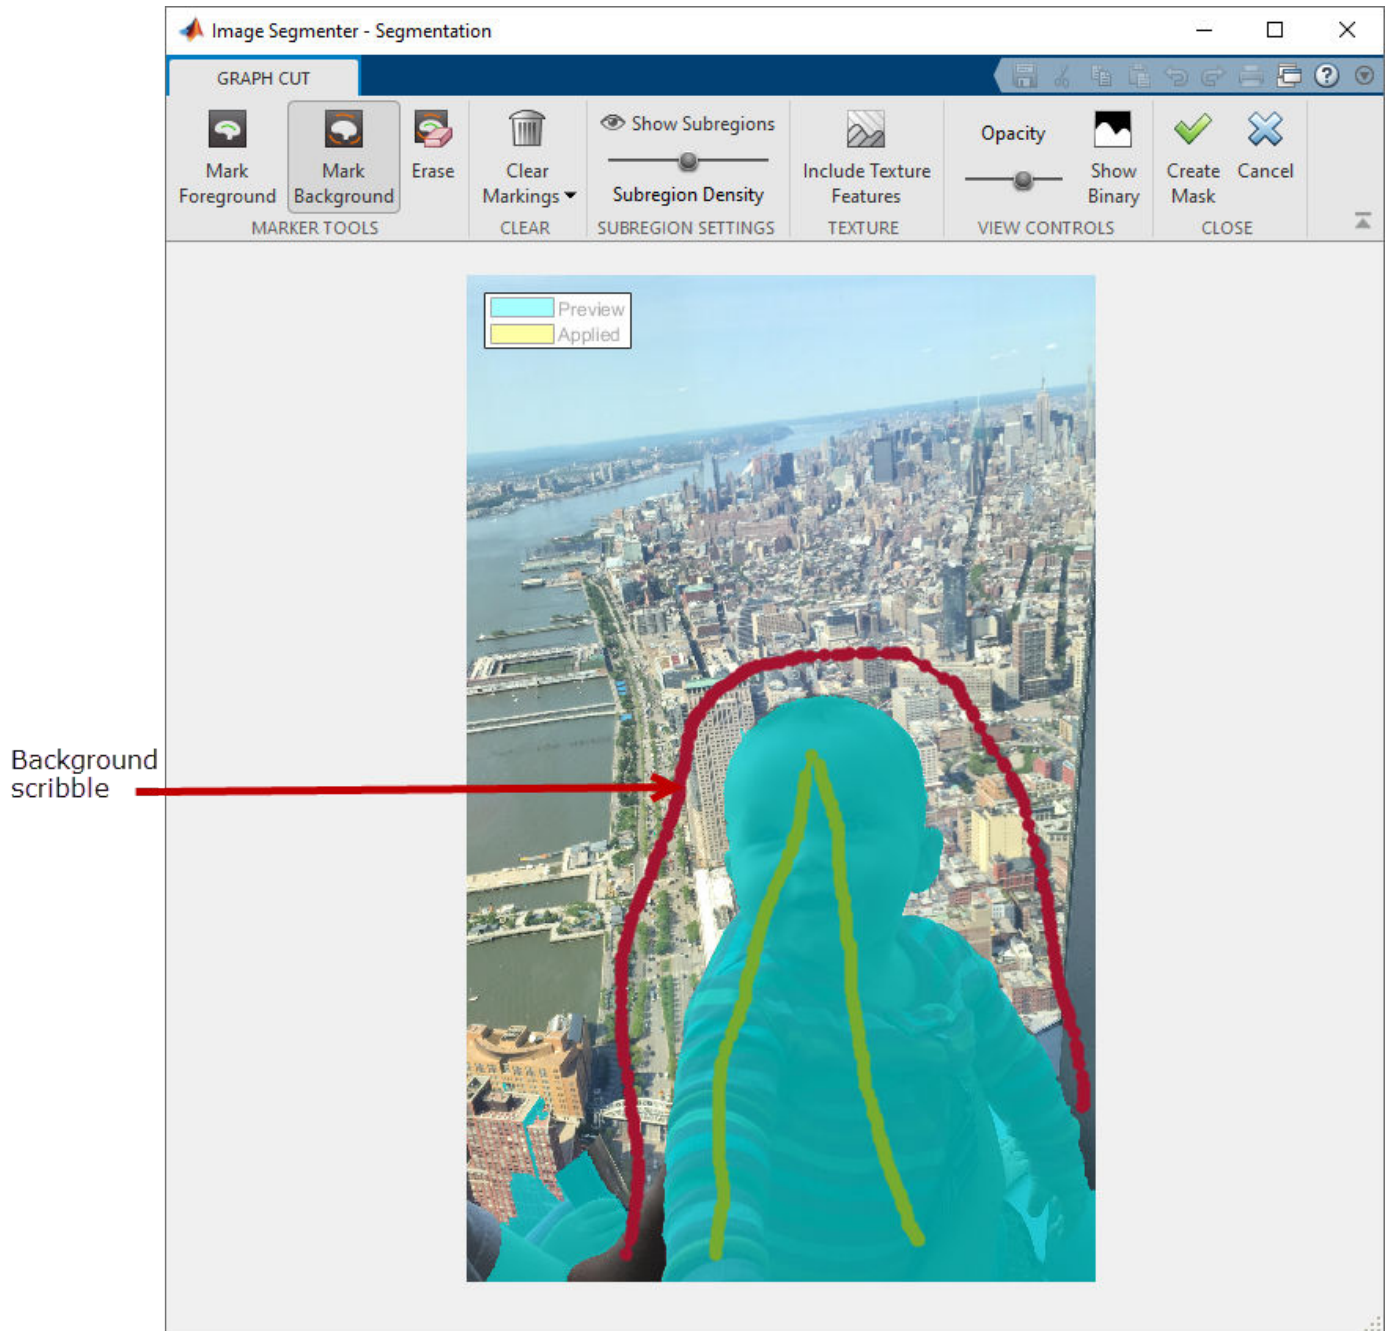 Image Segmenter - Segmentation
GRAPH CUT
Mark
Foreground
Mark
Background
Erase
MARKER TOOLS
Clear
Markings
CLEAR
Show Subregions
Subregion Density
SUBREGION SETTINGS
Include Texture
Features
TEXTURE
Opacity
Show
Binary
VIEW CONTROLS
Create
Mask
Cancel
CLOSE
Preview
Applied
Background
scribble